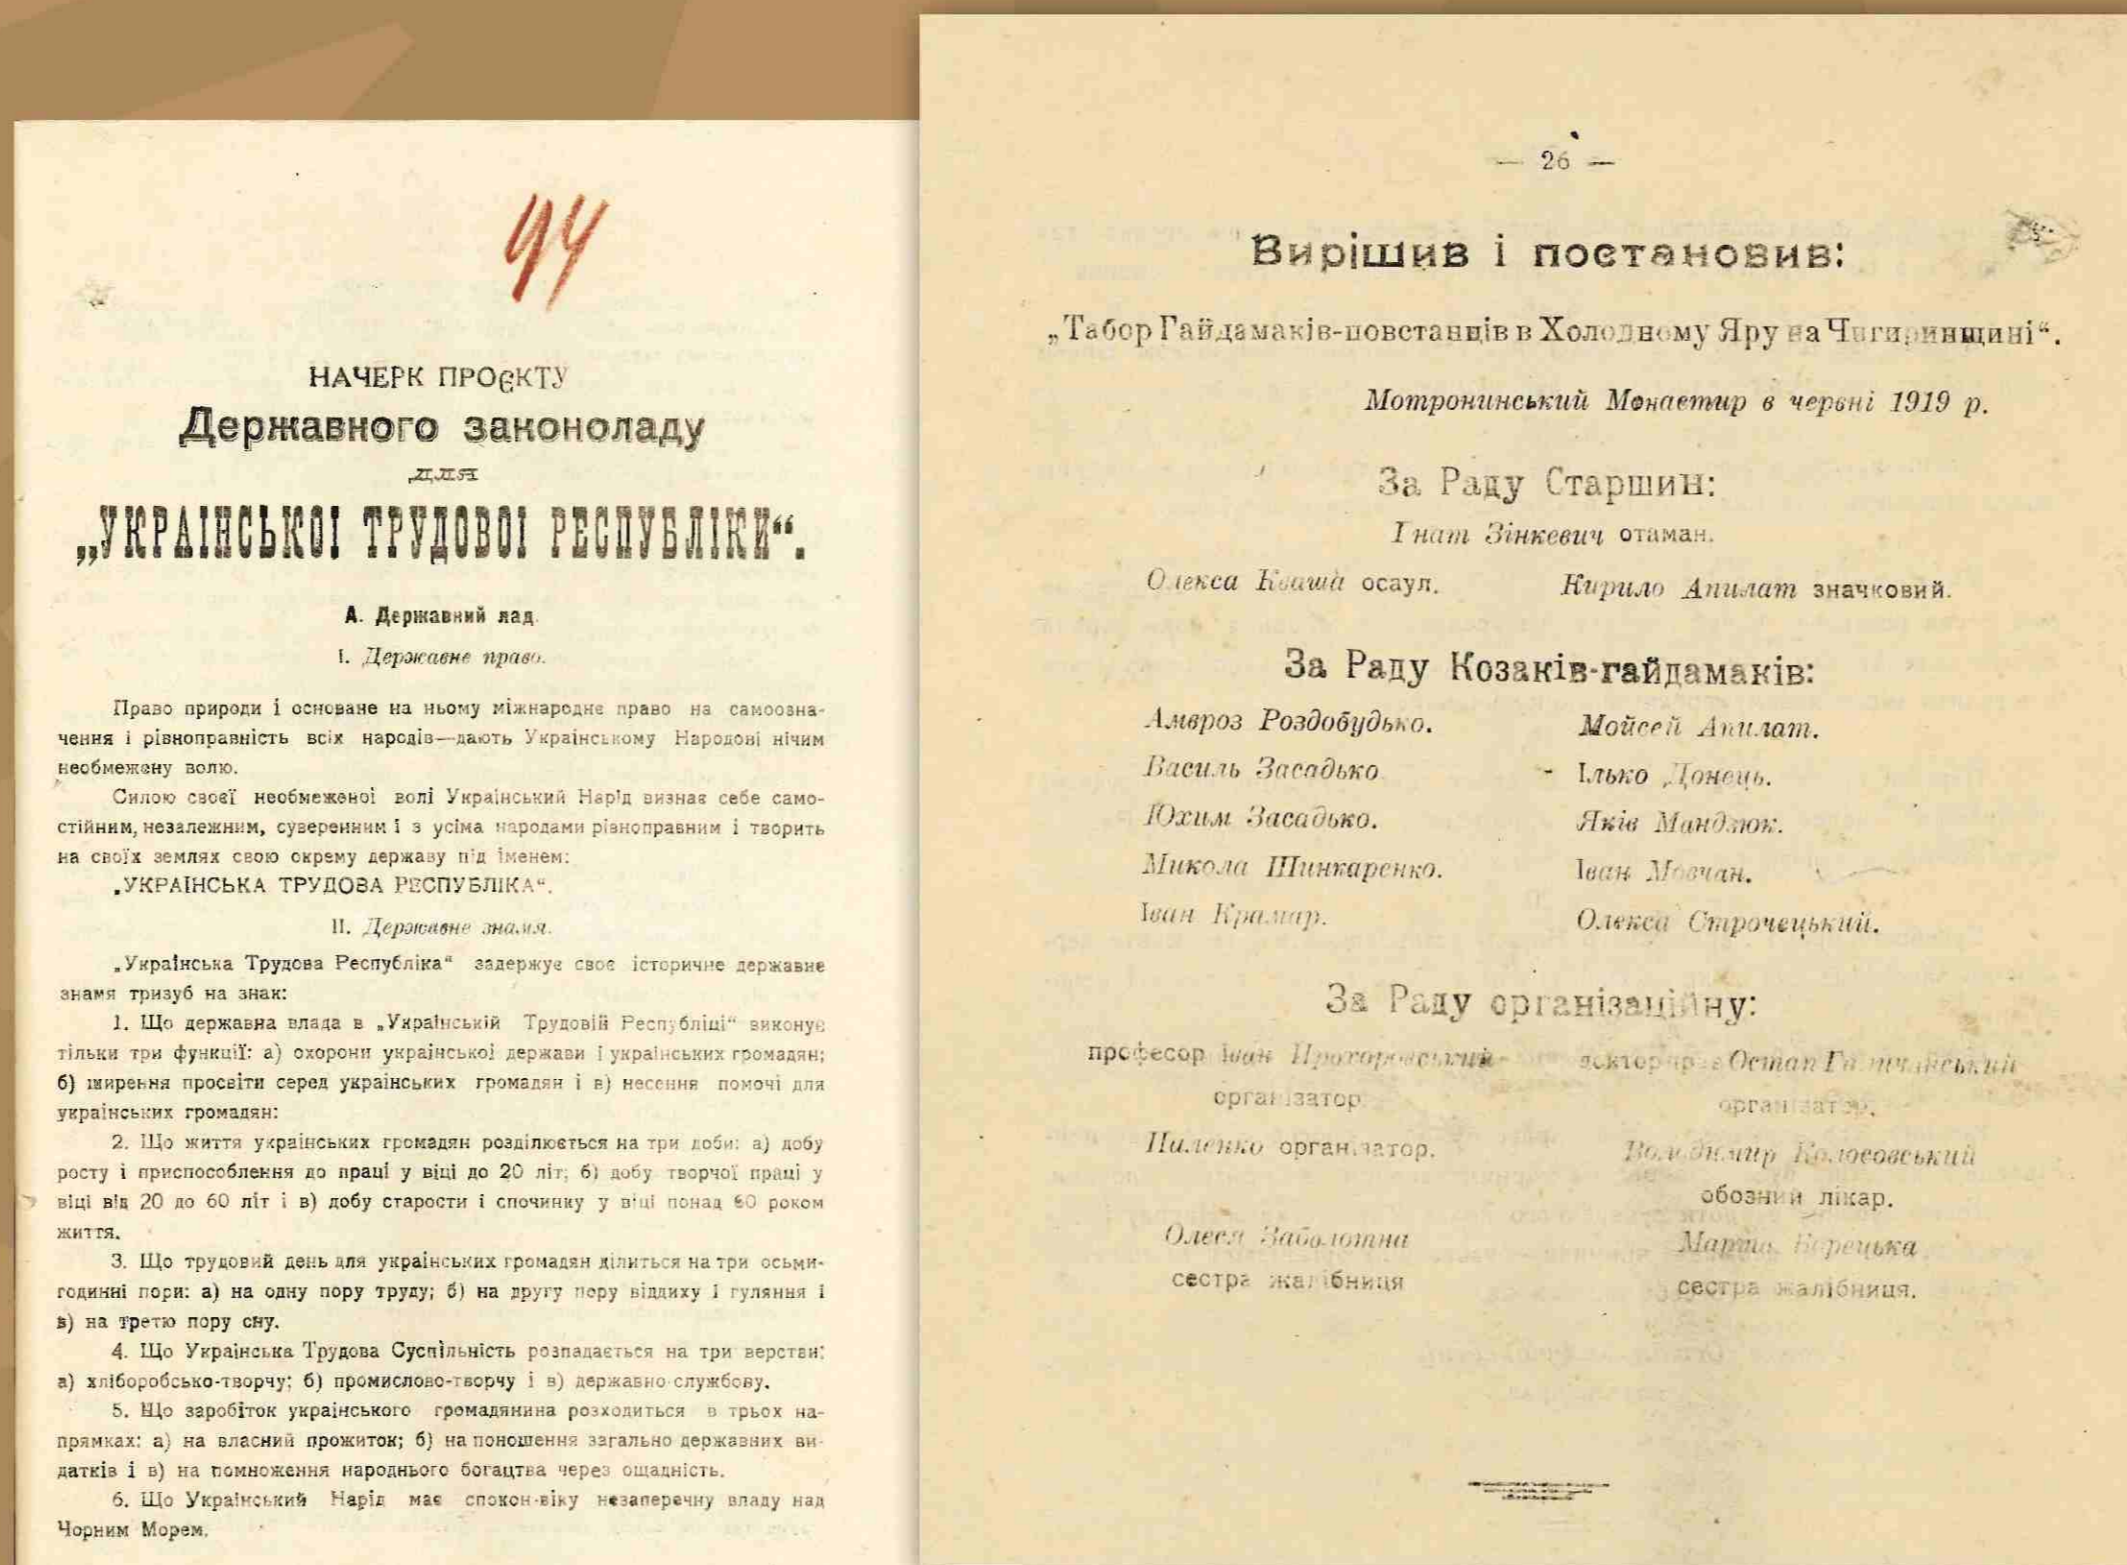 94
НАЧЕРК ПРОЄКТУ
Державного законоладу
для
„УКРАІНСЬКОІ ТРУДОВОІ РЕСПУБЛІКИ“.
А. Державний лад.
І. Державне право.
Право природи і основане на ньому міжнародне право на самоозна-
чення і рівноправність всіх народів—дають Українському Народові нічим
необмежену волю.
Силою своєї необмеженої волі Український Нарід визнає себе само-
стійним, незалежним, суверенним і з усіма народами рівноправним і творить
на своїх землях свою окрему державу під іменем:
„УКРАІНСЬКА ТРУДОВА РЕСПУБЛІКА“.
ІІ. Державне знамя.
„Українська Трудова Республіка“ задержує своє історичне державне
знамя тризуб на знак:
1. Що державна влада в „Українській Трудовій Республіці“ виконує
тільки три функції: а) охорони української держави і українських громадян;
б) ширення просвіти серед українських громадян і в) несення помочі для
українських громадян:
2. Що життя українських громадян розділюється на три доби: а) добу
росту і приспособлення до праці у віці до 20 літ; б) добу творчої праці у
віці від 20 до 60 літ і в) добу старости і спочинку у віці понад 60 роком
життя.
3. Що трудовий день для українських громадян ділиться на три осьми-
годинні пори: а) на одну пору труду; б) на другу пору віддиху і гуляння і
в) на третю пору сну.
4. Що Українська Трудова Суспільність розпадається на три верстви:
а) хліборобсько-творчу; б) промислово-творчу і в) державно-службову.
5. Що заробіток українського громадянина розходиться в трьох на-
прямках: а) на власний прожиток; б) на поношення загально державних ви-
датків і в) на помноження народнього богацтва через ощадність.
6. Що Український Нарід має споконвіку незаперечну владу над
Чорним Морем.
— 26 —
Вирішив і постановив:
„Табор Гайдамаків-повстанців в Холодному Яру на Чигиринщині“.
Мотронинський Монастир в червні 1919 р.
За Раду Старшин:
Ігнат Зінкевич отаман.
Олекса Кваша осаул. Кирило Апилат значковий.
За Раду Козаків-гайдамаків:
Амвроз Роздобудько. Мойсей Апилат.
Василь Засадько Ілько Донець.
Юхим Засадько. Яків Мандзюк.
Микола Шинкаренко. Іван Мовчан.
Іван Крамар. Олекса Строчецький.
За Раду організаційну:
професор Іван Остап
організатор організатор.
Пиленко організатор. Володимир Колосовський
обозний лікар.
Олеся Заболотна
сестра жалібниця сестра жалібниця.